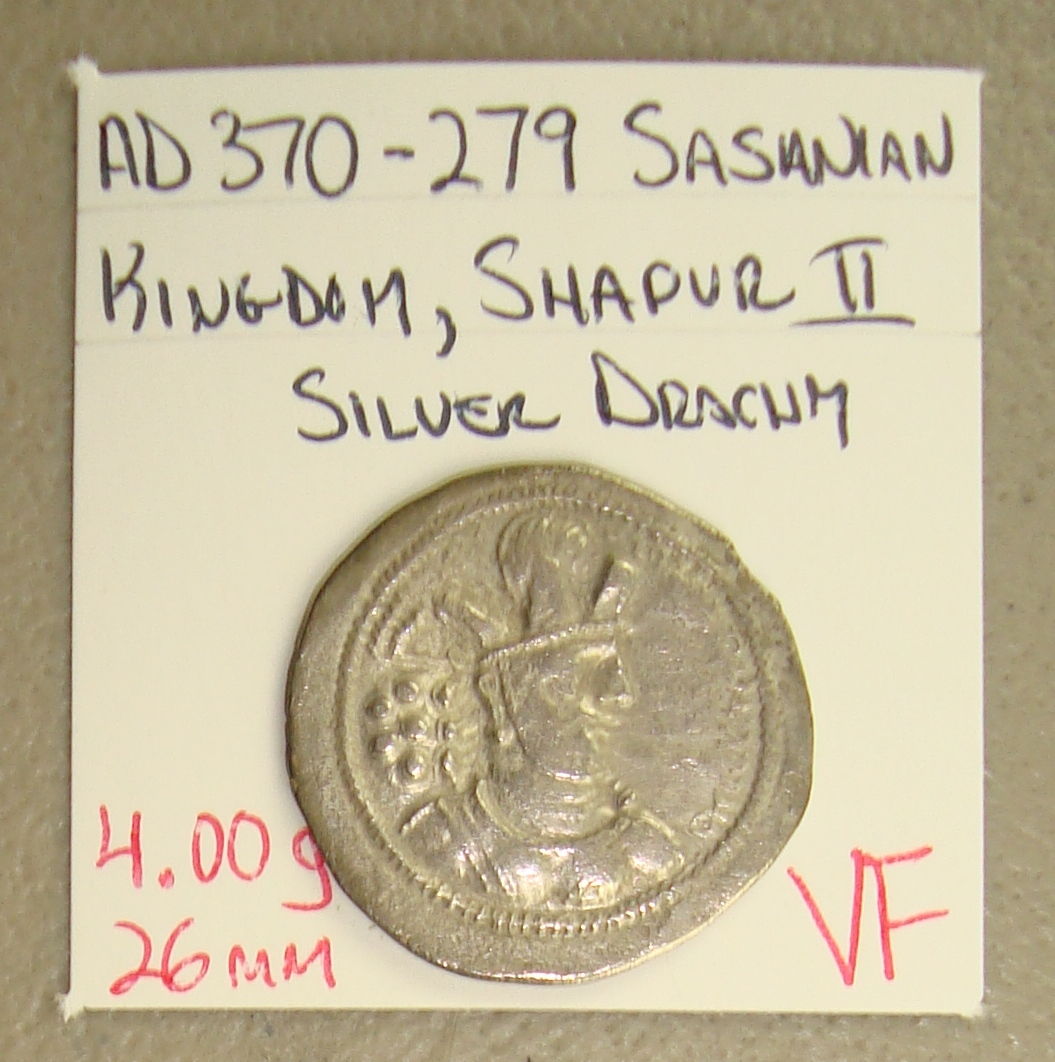 AD 370-279 SASANIAN
KINGDOM, SHAPUR II
SILVER DRACHM
4.00g
26mm
VF